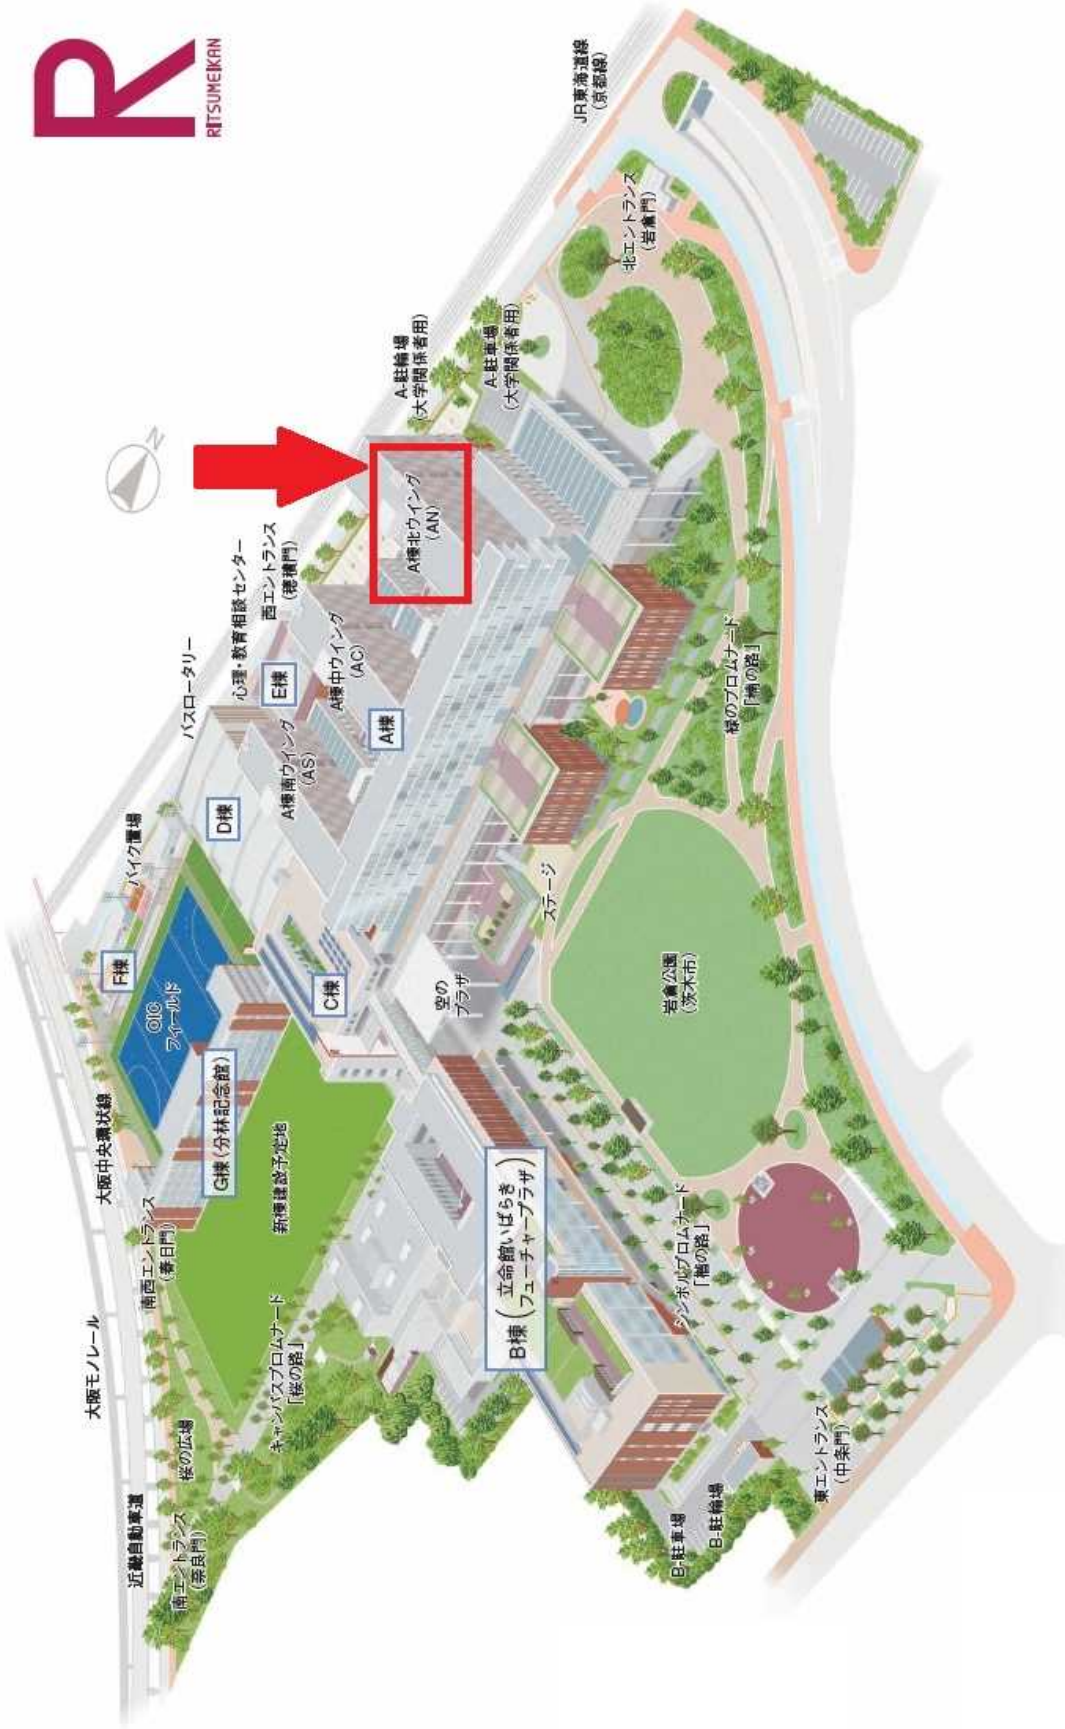 RITSUMEIKAN
JR東海道線
(京都線)
北エントランス
(岩倉門)
A-駐輪場
(大学関係者用)
A-駐車場
(大学関係者用)
N
A棟北ウイング
(AN)
西エントランス
(穂積門)
心理・教育相談センター
バスロータリー
E棟
A棟中ウイング
(AC)
A棟
A棟南ウイング
(AS)
D棟
バイク置場
F棟
OIC
フィールド
C棟
空の
プラザ
ステージ
緑のプロムナード
「楠の路」
岩倉公園
(茨木市)
大阪中央環状線
G棟(分林記念館)
新棟建設予定地
南西エントランス
(春日門)
大阪モノレール
キャンパスプロムナード
「桜の路」
桜の広場
近畿自動車道
南エントランス
(奈良門)
B棟(立命館いばらき
フューチャープラザ)
シンボルプロムナード
「楷の路」
東エントランス
(中条門)
B-駐車場
B-駐輪場